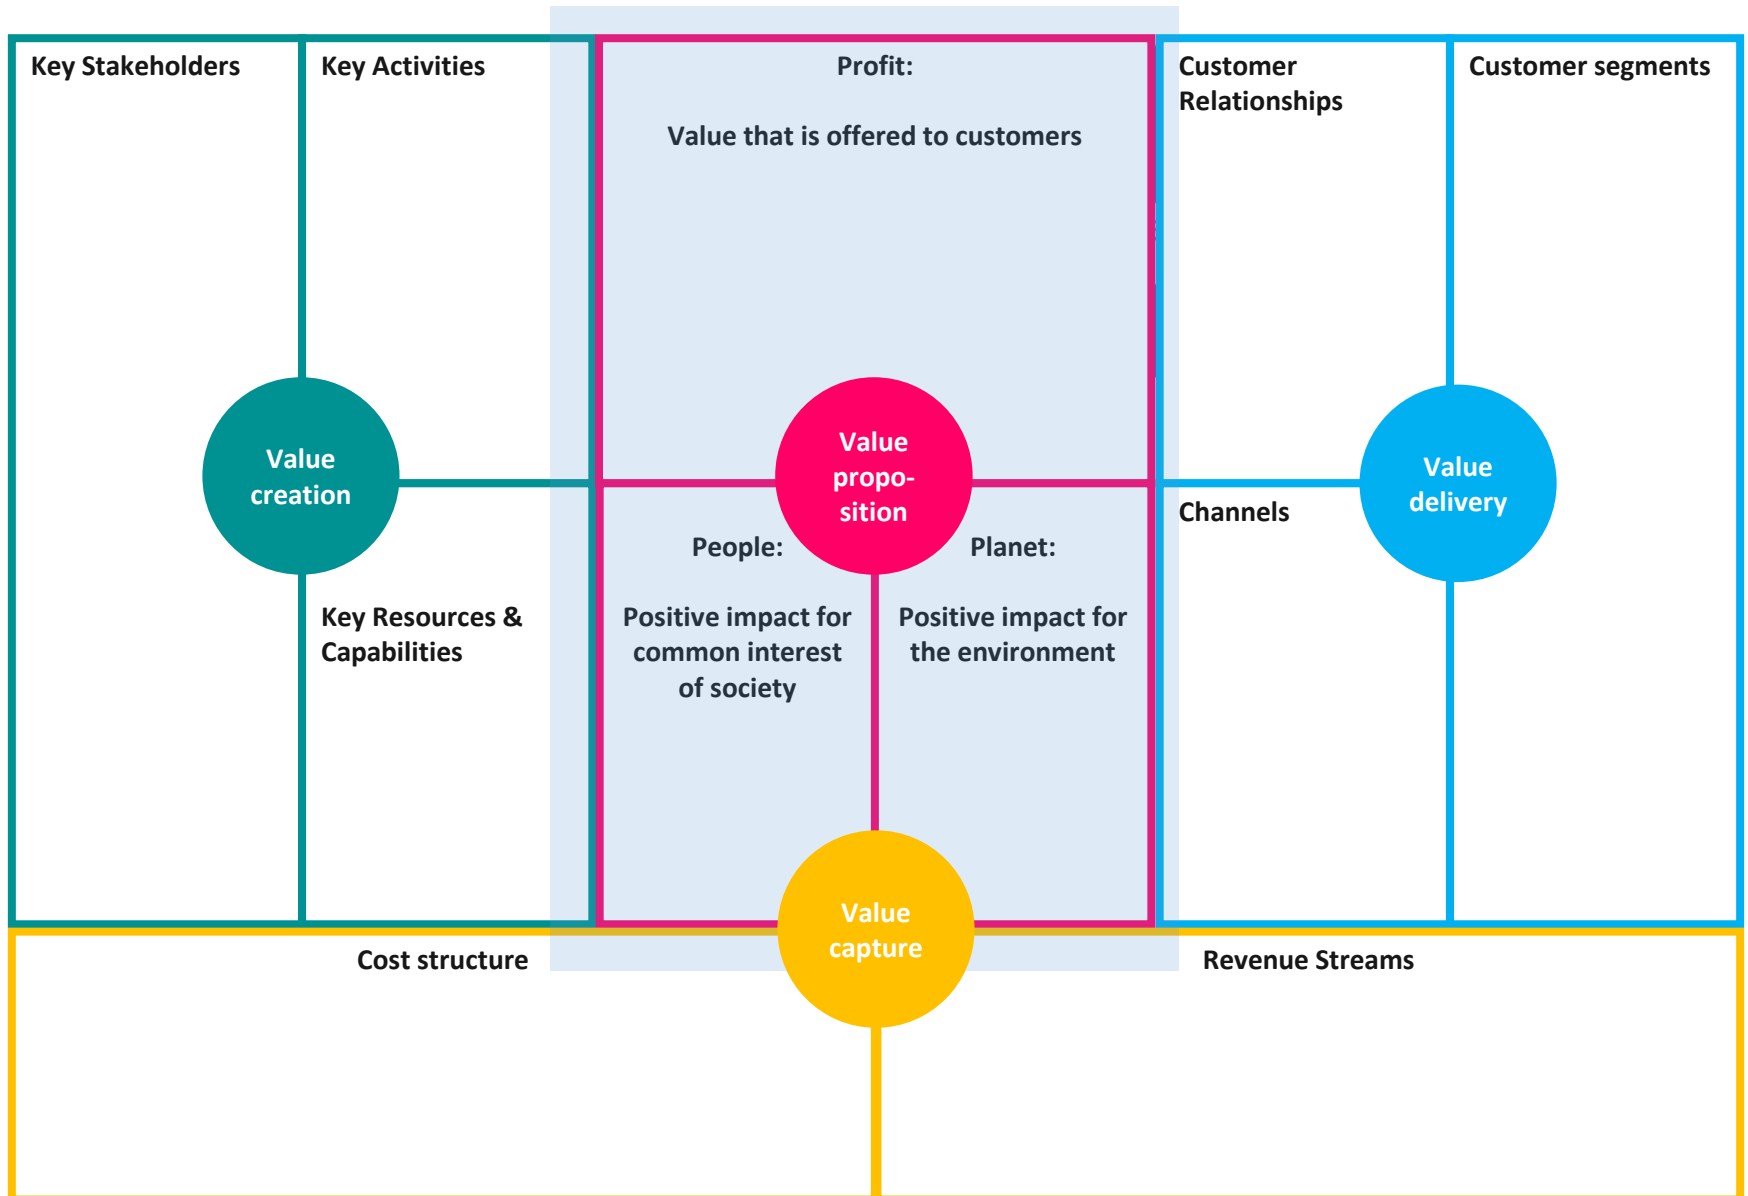 Key Stakeholders
Key Activities
Profit:
Value that is offered to customers
Customer
Relationships
Customer segments
Value
creation
Value
propo-
sition
Value
delivery
Channels
People:
Planet:
Key Resources &
Capabilities
Positive impact for
common interest
of society
Positive impact for
the environment
Value
capture
Cost structure
Revenue Streams